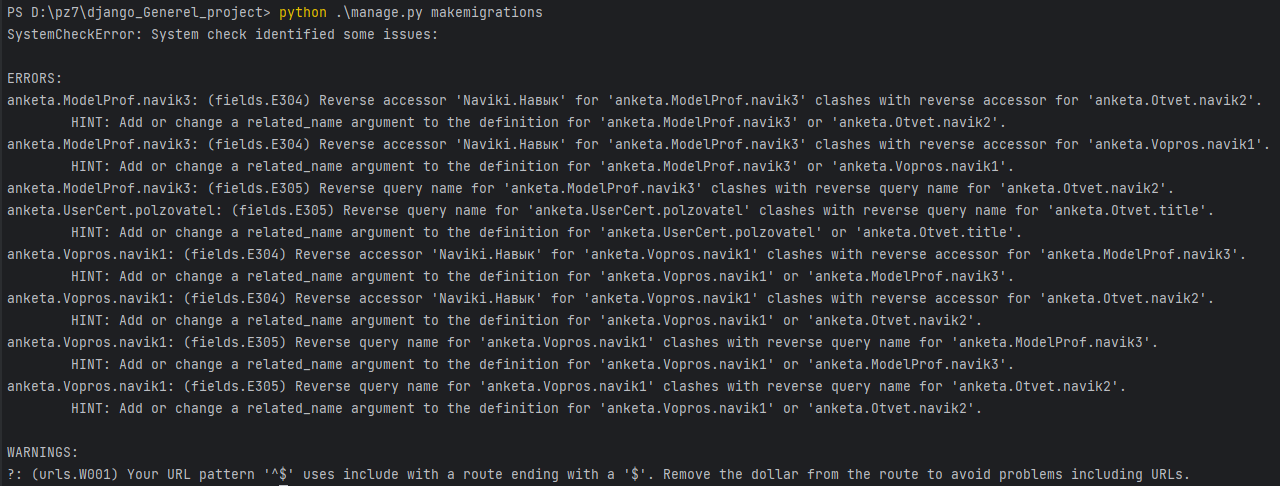 PS D:\pz7\django_Generel_project> python .\manage.py makemigrations
SystemCheckError: System check identified some issues:
ERRORS:
anketa.ModelProf.navik3: (fields.E304) Reverse accessor 'Naviki.Навык' for 'anketa.ModelProf.navik3' clashes with reverse accessor for 'anketa.Otvet.navik2'.
HINT: Add or change a related_name argument to the definition for 'anketa.ModelProf.navik3' or 'anketa.Otvet.navik2'.
anketa.ModelProf.navik3: (fields.E304) Reverse accessor 'Naviki.Навык' for 'anketa.ModelProf.navik3' clashes with reverse accessor for 'anketa.Vopros.navik1'.
HINT: Add or change a related_name argument to the definition for 'anketa.ModelProf.navik3' or 'anketa.Vopros.navik1'.
anketa.ModelProf.navik3: (fields.E305) Reverse query name for 'anketa.ModelProf.navik3' clashes with reverse query name for 'anketa.Otvet.navik2'.
anketa.UserCert.polzovatel: (fields.E305) Reverse query name for 'anketa.UserCert.polzovatel' clashes with reverse query name for 'anketa.Otvet.title'.
HINT: Add or change a related_name argument to the definition for 'anketa.UserCert.polzovatel' or 'anketa.Otvet.title'.
anketa.Vopros.navik1: (fields.E304) Reverse accessor 'Naviki.Навык' for 'anketa.Vopros.navik1' clashes with reverse accessor for 'anketa.ModelProf.navik3'.
HINT: Add or change a related_name argument to the definition for 'anketa.Vopros.navik1' or 'anketa.ModelProf.navik3'.
anketa.Vopros.navik1: (fields.E304) Reverse accessor 'Naviki.Навык' for 'anketa.Vopros.navik1' clashes with reverse accessor for 'anketa.Otvet.navik2'.
HINT: Add or change a related_name argument to the definition for 'anketa.Vopros.navik1' or 'anketa.Otvet.navik2'.
anketa.Vopros.navik1: (fields.E305) Reverse query name for 'anketa.Vopros.navik1' clashes with reverse query name for 'anketa.ModelProf.navik3'.
HINT: Add or change a related_name argument to the definition for 'anketa.Vopros.navik1' or 'anketa.ModelProf.navik3'.
anketa.Vopros.navik1: (fields.E305) Reverse query name for 'anketa.Vopros.navik1' clashes with reverse query name for 'anketa.Otvet.navik2'.
HINT: Add or change a related_name argument to the definition for 'anketa.Vopros.navik1' or 'anketa.Otvet.navik2'.
WARNINGS:
?: (urls.W001) Your URL pattern '^$' uses include with a route ending with a '$'. Remove the dollar from the route to avoid problems including URLs.